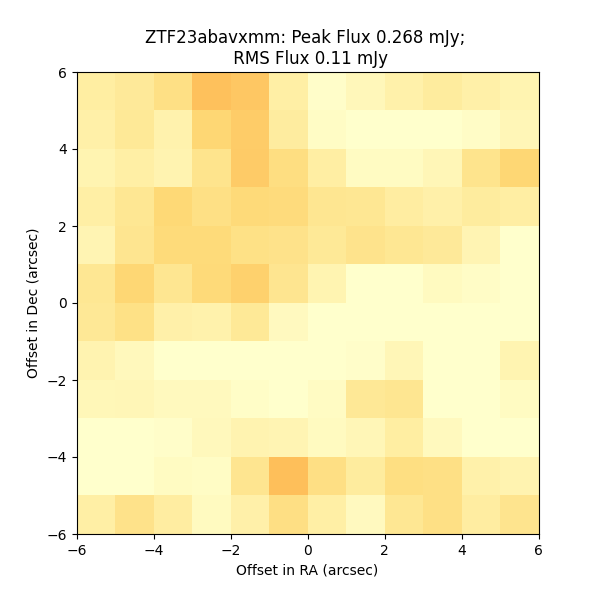 ZTF23abavxmm: Peak Flux 0.268 mJy;
RMS Flux 0.11 mJy
6
4
2
0
−2
−4
−6
Offset in Dec (arcsec)
−6 −4 −2 0 2 4 6
Offset in RA (arcsec)